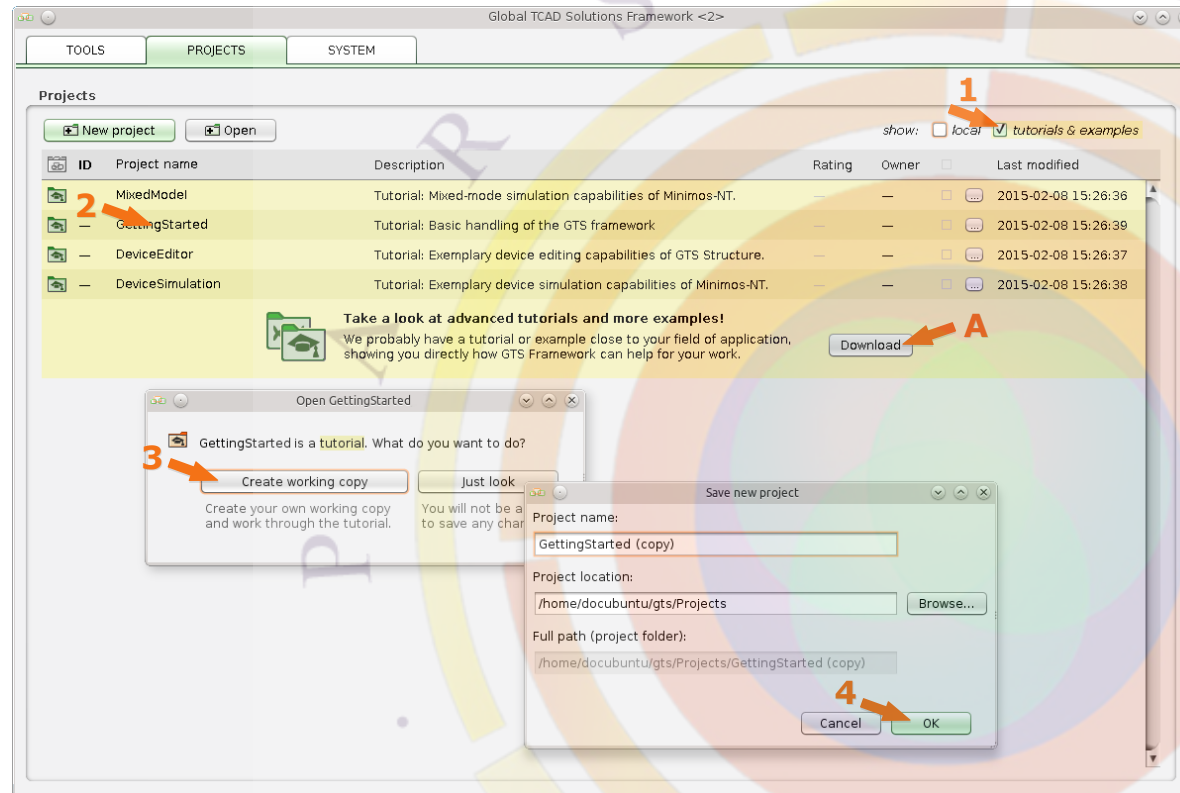 Global TCAD Solutions Framework <2>
TOOLS PROJECTS SYSTEM
Projects
1
New project Open show: local tutorials & examples
ID Project name Description Rating Owner Last modified
MixedModel Tutorial: Mixed-mode simulation capabilities of Minimos-NT. — — ... 2015-02-08 15:26:36
2
— GettingStarted Tutorial: Basic handling of the GTS framework — — ... 2015-02-08 15:26:39
— DeviceEditor Tutorial: Exemplary device editing capabilities of GTS Structure. — — ... 2015-02-08 15:26:37
— DeviceSimulation Tutorial: Exemplary device simulation capabilities of Minimos-NT. — — ... 2015-02-08 15:26:38
Take a look at advanced tutorials and more examples!
We probably have a tutorial or example close to your field of application,
showing you directly how GTS Framework can help for your work.
Download
A
Open GettingStarted
GettingStarted is a tutorial. What do you want to do?
3
Create working copy Just look
Create your own working copy
and work through the tutorial.
You will not be a
to save any char
Save new project
Project name:
GettingStarted (copy)
Project location:
/home/docubuntu/gts/Projects Browse...
Full path (project folder):
/home/docubuntu/gts/Projects/GettingStarted (copy)
4
Cancel OK
S
R
A
P